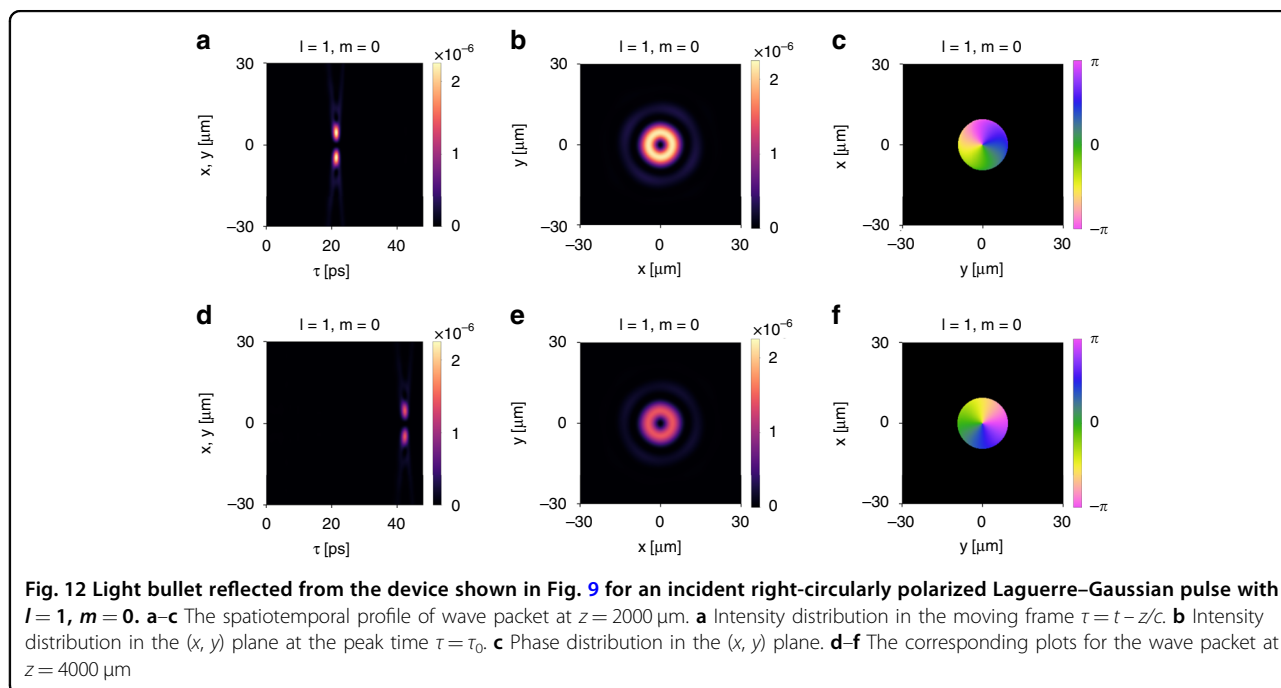 a
l = 1, m = 0
×10⁻⁶
30
0
−30
x, y [μm]
0
20
40
τ [ps]
2
1
0
b
l = 1, m = 0
×10⁻⁶
30
0
−30
y [μm]
−30
0
30
x [μm]
2
1
0
c
l = 1, m = 0
30
0
−30
x [μm]
−30
0
30
y [μm]
π
0
−π
d
l = 1, m = 0
×10⁻⁶
30
0
−30
x, y [μm]
0
20
40
τ [ps]
2
1
0
e
l = 1, m = 0
×10⁻⁶
30
0
−30
y [μm]
−30
0
30
x [μm]
2
1
0
f
l = 1, m = 0
30
0
−30
x [μm]
−30
0
30
y [μm]
π
0
−π
Fig. 12 Light bullet reflected from the device shown in Fig. 9 for an incident right-circularly polarized Laguerre–Gaussian pulse with
l = 1, m = 0. a–c The spatiotemporal profile of wave packet at z = 2000 μm. a Intensity distribution in the moving frame τ = t – z/c. b Intensity
distribution in the (x, y) plane at the peak time τ = τ₀. c Phase distribution in the (x, y) plane. d–f The corresponding plots for the wave packet at
z = 4000 μm